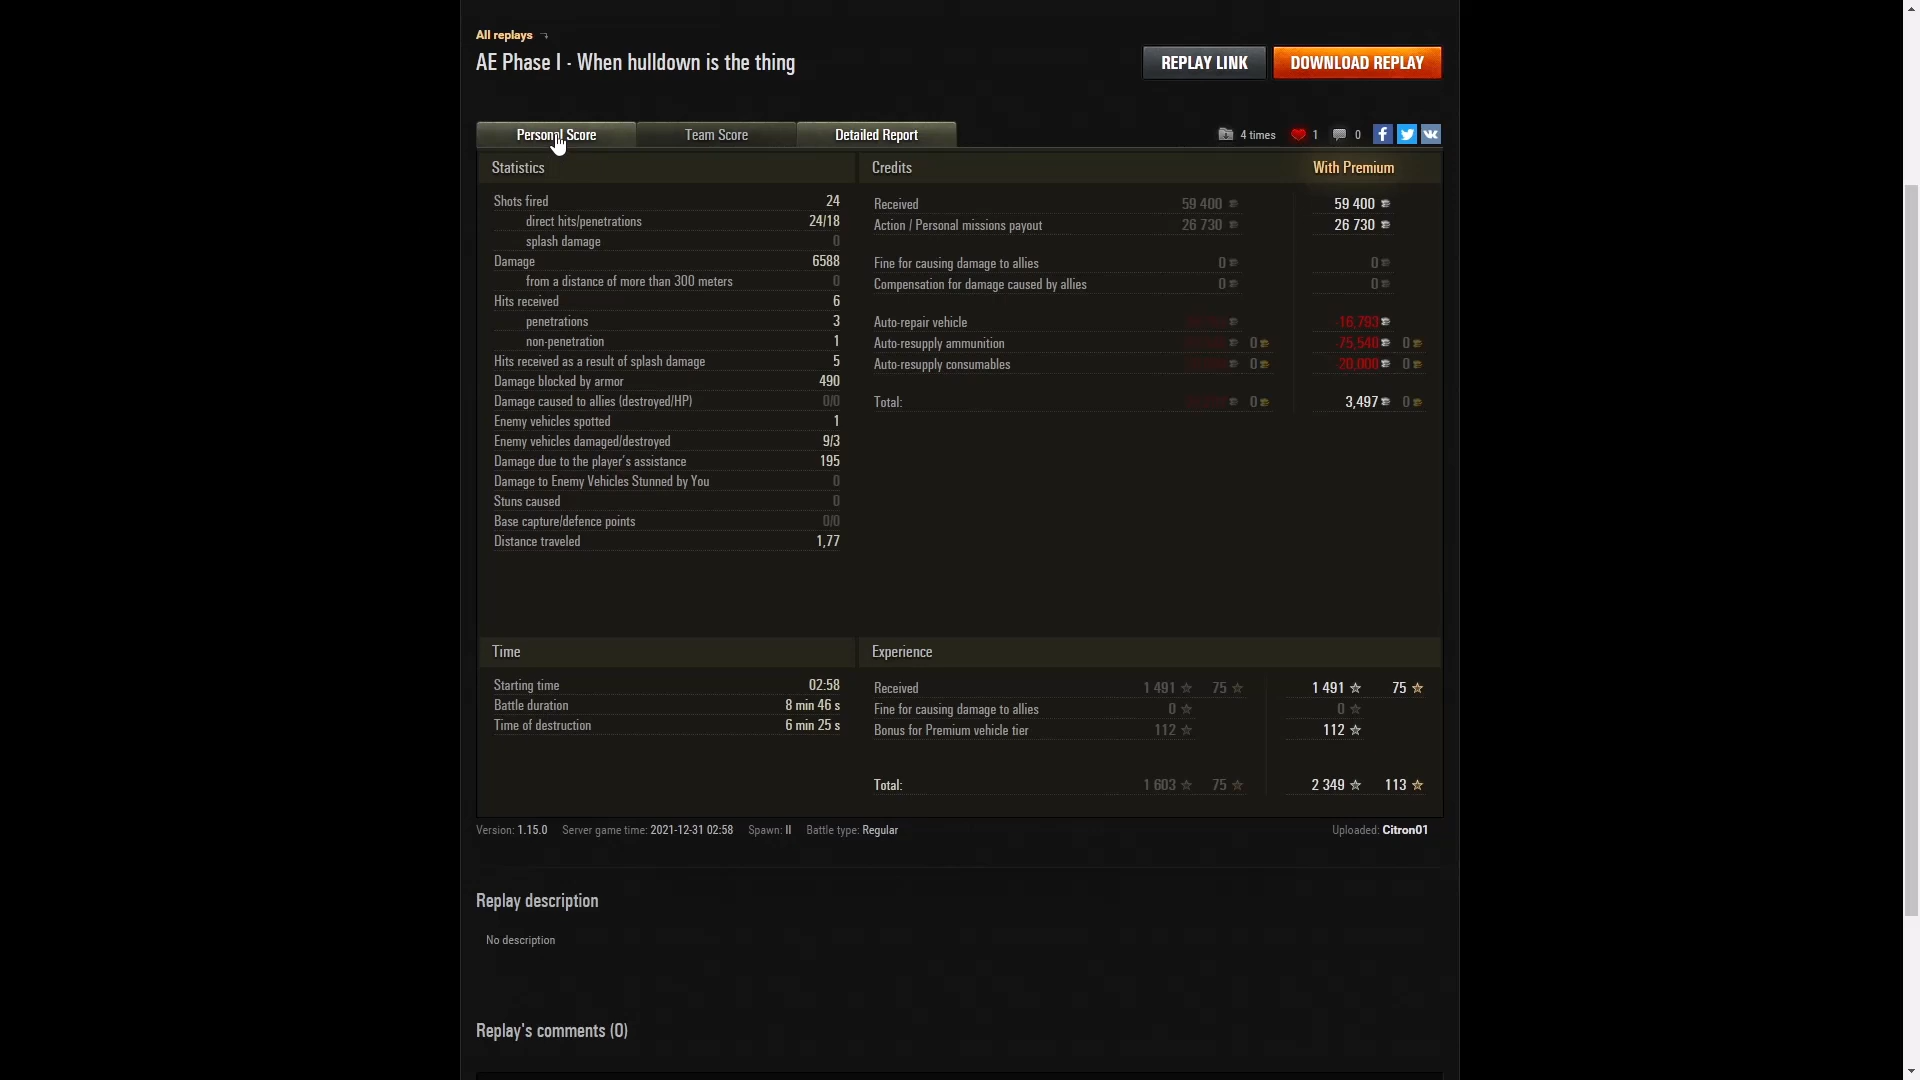 All replays
AE Phase I - When hulldown is the thing
REPLAY LINK
DOWNLOAD REPLAY
Personal Score
Team Score
Detailed Report
4 times
1
0
Statistics
Shots fired 24
direct hits/penetrations 24/18
splash damage 0
Damage 6588
from a distance of more than 300 meters 0
Hits received 6
penetrations 3
non-penetration 1
Hits received as a result of splash damage 5
Damage blocked by armor 490
Damage caused to allies (destroyed/HP) 0/0
Enemy vehicles spotted 1
Enemy vehicles damaged/destroyed 9/3
Damage due to the player's assistance 195
Damage to Enemy Vehicles Stunned by You 0
Stuns caused 0
Base capture/defence points 0/0
Distance traveled 1,77
Credits With Premium
Received 59 400 59 400
Action / Personal missions payout 26 730 26 730
Fine for causing damage to allies 0 0
Compensation for damage caused by allies 0 0
Auto-repair vehicle -16,793
Auto-resupply ammunition 0 -75,540 0
Auto-resupply consumables 0 -20,000 0
Total: 0 3,497 0
Time
Starting time 02:58
Battle duration 8 min 46 s
Time of destruction 6 min 25 s
Experience
Received 1 491 75 1 491 75
Fine for causing damage to allies 0 0
Bonus for Premium vehicle tier 112 112
Total: 1 603 75 2 349 113
Version: 1.15.0 Server game time: 2021-12-31 02:58 Spawn: II Battle type: Regular Uploaded: Citron01
Replay description
No description
Replay's comments (0)